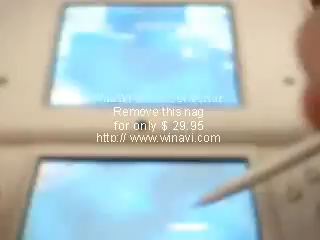 Remove this nag
for only $ 29.95
http:// www.winavi.com